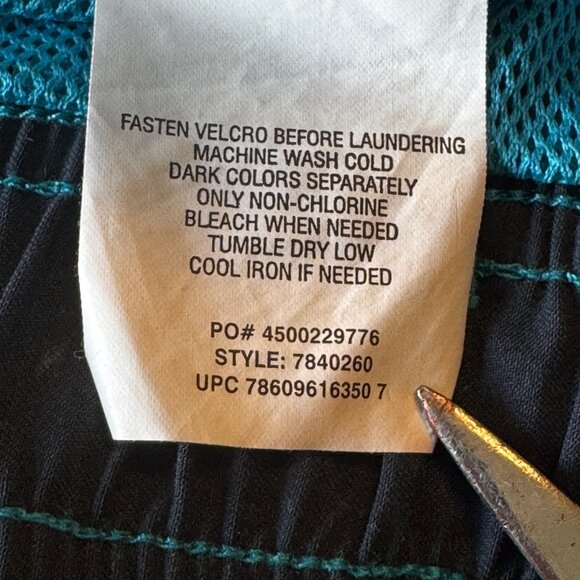 FASTEN VELCRO BEFORE LAUNDERING
MACHINE WASH COLD
DARK COLORS SEPARATELY
ONLY NON-CHLORINE
BLEACH WHEN NEEDED
TUMBLE DRY LOW
COOL IRON IF NEEDED
PO# 4500229776
STYLE: 7840260
UPC 78609616350 7